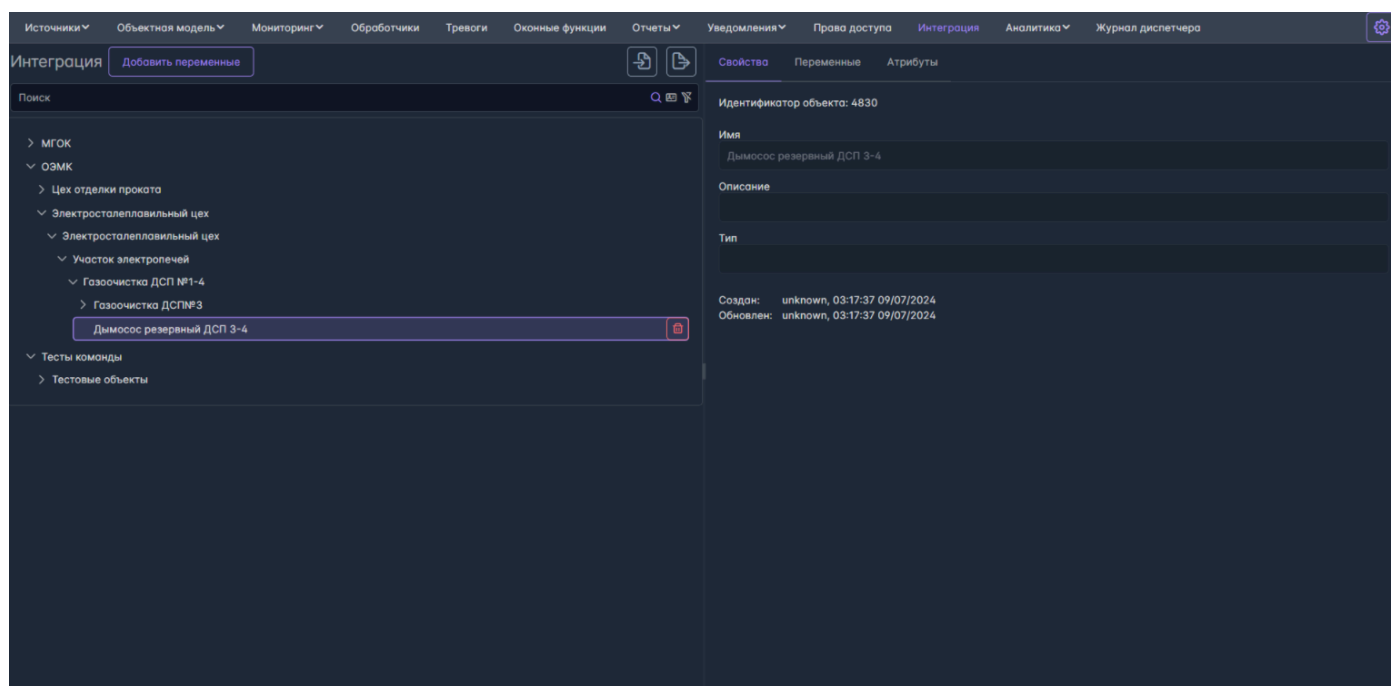 Источники Объектная модель Мониторинг Обработчики Тревоги Оконные функции Отчеты Уведомления Права доступа Интеграция Аналитика Журнал диспетчера
Интеграция Добавить переменные
Поиск
МГОК
ОЭМК
Цех отделки проката
Электросталеплавильный цех
Электросталеплавильный цех
Участок электропечей
Газоочистка ДСП №1-4
Газоочистка ДСП№3
Дымосос резервный ДСП 3-4
Тесты команды
Тестовые объекты
Свойства Переменные Атрибуты
Идентификатор объекта: 4830
Имя
Дымосос резервный ДСП 3-4
Описание
Тип
Создан: unknown, 03:17:37 09/07/2024
Обновлен: unknown, 03:17:37 09/07/2024